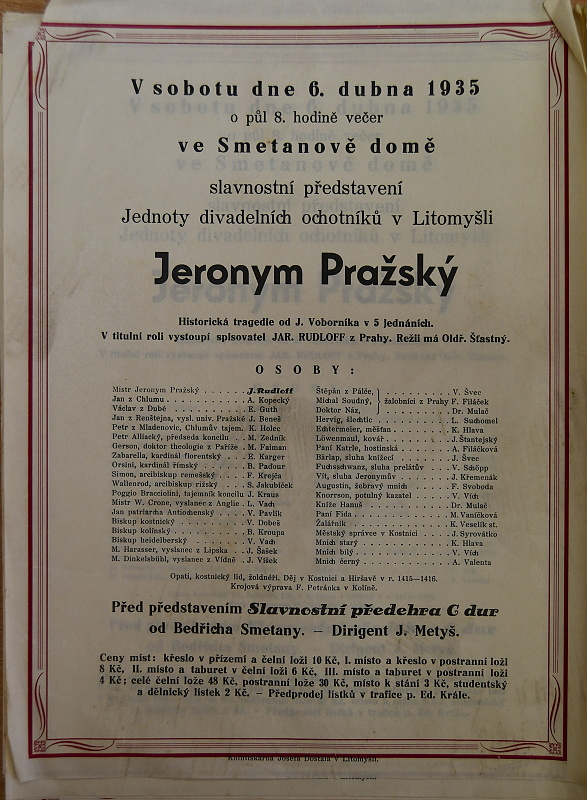 V sobotu dne 6. dubna 1935
o půl 8. hodině večer
ve Smetanově domě
slavnostní představení
Jednoty divadelních ochotníků v Litomyšli
Jeronym Pražský
Historická tragedie od J. Voborníka v 5 jednáních.
V titulní roli vystoupí spisovatel JAR. RUDLOFF z Prahy. Režii má Oldř. Šťastný.
OSOBY:
Mistr Jeronym Pražský . . . . . . J. Rudloff
Jan z Chlumu . . . . . . . . . . . A. Kopecký
Václav z Dubé . . . . . . . . . . E. Guth
Jan z Renštejna, vysl. univ. Pražské J. Beneš
Petr z Mladenovic, Chlumův tajem. K. Holec
Petr Alliacký, předseda koncilu . . M. Zedník
Gerson, doktor theologie z Paříže . M. Faiman
Zabarella, kardinál florentský . . . E. Karger
Orsini, kardinál římský . . . . . . B. Padour
Simon, arcibiskup remešský . . . . F. Krejča
Wallenrod, arcibiskup rižský . . . . S. Jakubíček
Poggio Bracciolini, tajemník koncilu J. Kraus
Mistr W. Crone, vyslanec z Anglie . L. Vach
Jan patriarcha Antiochenský . . . . V. Pavlík
Biskup kostnický . . . . . . . . . V. Dobeš
Biskup kolínský . . . . . . . . . . B. Kroupa
Biskup heidelberský . . . . . . . . V. Vach
M. Harasser, vyslanec z Lipska . . J. Šašek
M. Dinkelsbühl, vyslanec z Vídně . J. Víšek
Štěpán z Pálče, . . . . . . . . V. Švec
Michal Soudný, žalobníci z Prahy F. Filáček
Doktor Náz, . . . . . . . . Dr. Mulač
Hervig, šlechtic . . . . . . . . . L. Suchomel
Echtermeier, měšťan . . . . . . . K. Hlava
Löwenmaul, kovář . . . . . . . . J. Štantejský
Paní Katrle, hostinská . . . . . . A. Filáčková
Bärlap, sluha knížecí . . . . . . J. Švec
Fuchsschwanz, sluha prelátův . . . V. Schöpp
Vít, sluha Jeronymův . . . . . . . J. Křemenák
Augustin, žebravý mnich . . . . . F. Svoboda
Knorrson, potulný kazatel . . . . V. Vích
Kníže Hanuš . . . . . . . . . . . Dr. Mulač
Paní Fida . . . . . . . . . . . . M. Vaníčková
Žalářník . . . . . . . . . . . . . K. Veselík st.
Městský správce v Kostnici . . . . J. Syrovátko
Mnich starý . . . . . . . . . . . K. Hlava
Mnich bílý . . . . . . . . . . . . V. Vích
Mnich černý . . . . . . . . . . . A. Valenta
Opati, kostnický lid, žoldnéři. Děj v Kostnici a Hiršavě v r. 1415—1416.
Krojová výprava F. Petránka v Kolíně.
Před představením Slavnostní předehra C dur
od Bedřicha Smetany. — Dirigent J. Metyš.
Ceny míst: křeslo v přízemí a čelní loži 10 Kč, I. místo a křeslo v postranní loži
8 Kč, II. místo a taburet v čelní loži 6 Kč, III. místo a taburet v postranní loži
4 Kč; celé čelní lože 48 Kč, postranní lože 30 Kč, místo k stání 3 Kč, studentský
a dělnický lístek 2 Kč. — Předprodej lístků v trafice p. Ed. Krále.
Knihtiskárna Josefa Dostála v Litomyšli.